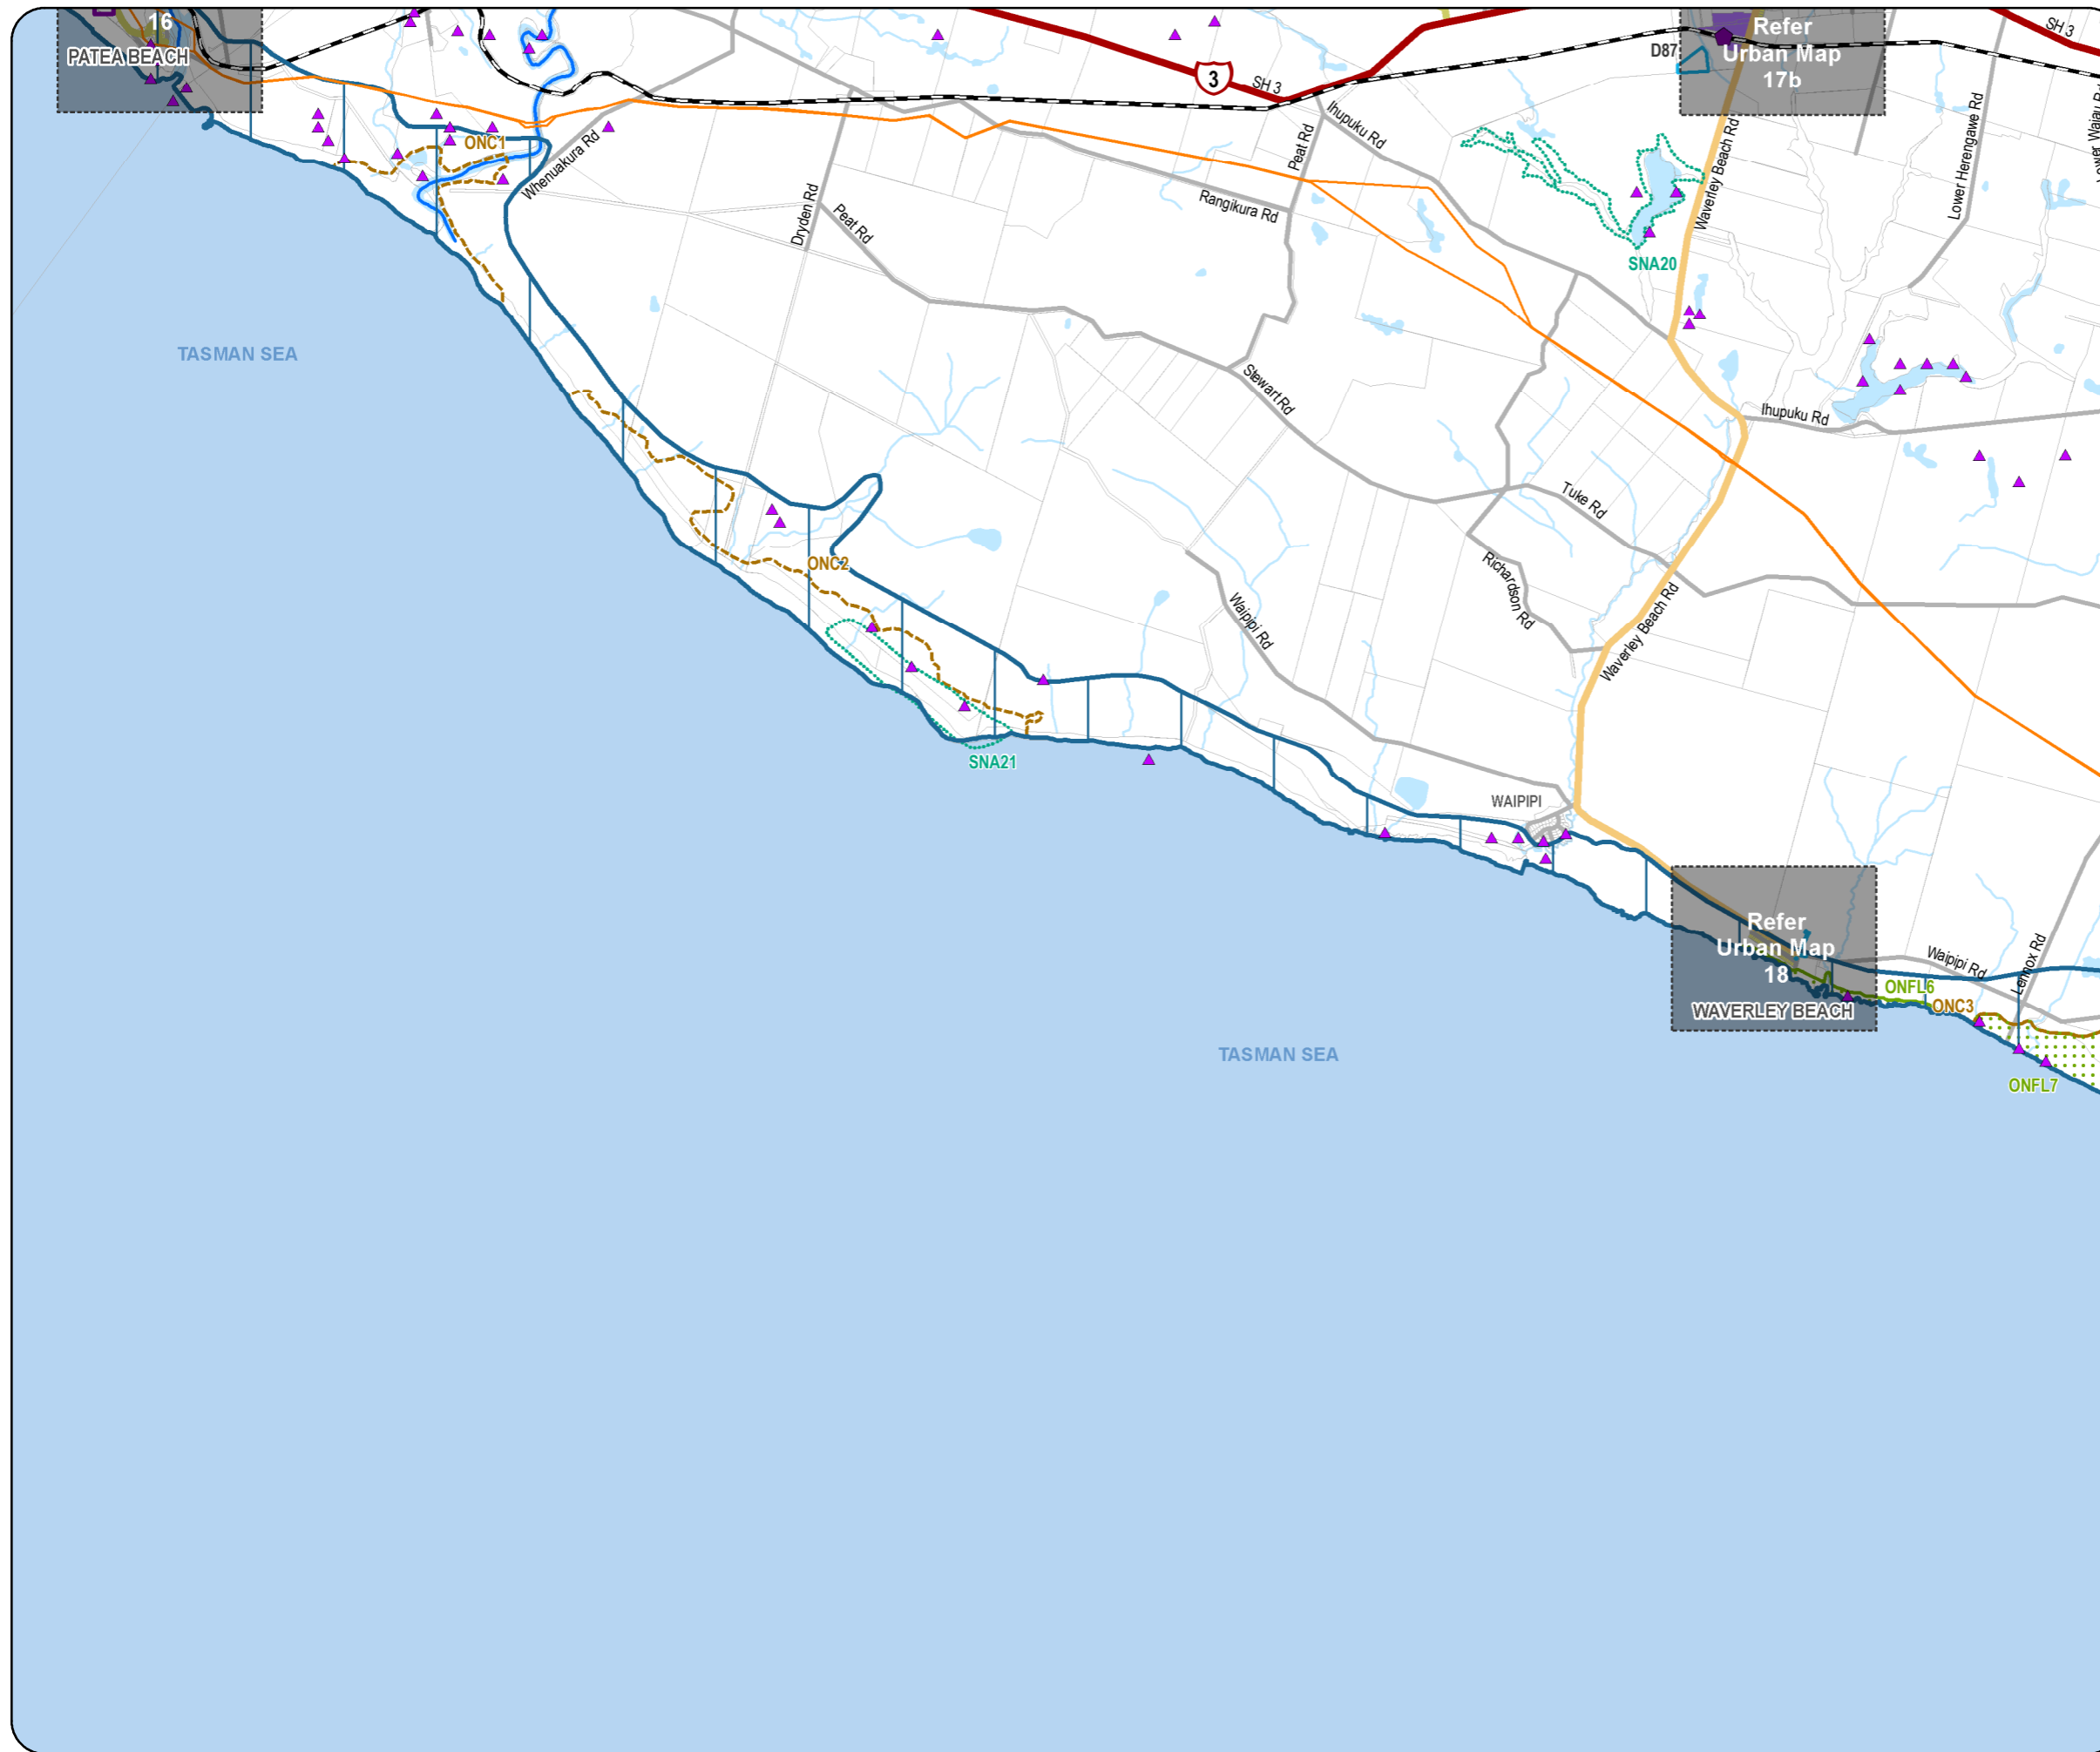 16
PATEA BEACH
ONC1
Whenuakura Rd
TASMAN SEA
Dryden Rd
Peat Rd
3
SH 3
Peat Rd
Ihupuku Rd
Rangikura Rd
D87
Refer
Urban Map
17b
SH 3
Waverley Beach Rd
Lower Herengawe Rd
SNA20
Stewart Rd
Ihupuku Rd
Tuke Rd
Richardson Rd
Waverley Beach Rd
ONC2
Waipipi Rd
SNA21
WAIPIPI
Refer
Urban Map
18
WAVERLEY BEACH
Waipipi Rd
Lennox Rd
ONFL6
ONC3
ONFL7
TASMAN SEA